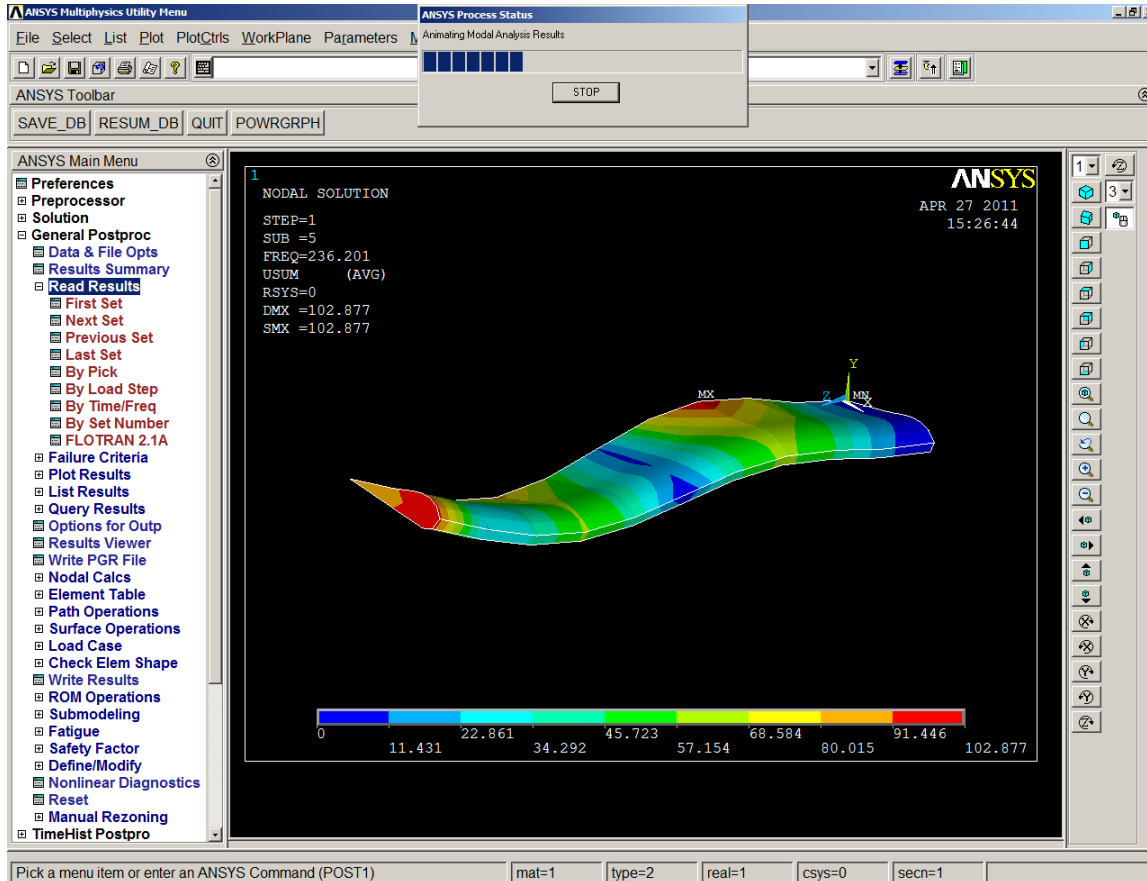 ANSYS Multiphysics Utility Menu
ANSYS Process Status
File Select List Plot PlotCtrls WorkPlane Parameters
Animating Modal Analysis Results
STOP
ANSYS Toolbar
SAVE_DB RESUM_DB QUIT POWRGRPH
ANSYS Main Menu
Preferences
Preprocessor
Solution
General Postproc
Data & File Opts
Results Summary
Read Results
First Set
Next Set
Previous Set
Last Set
By Pick
By Load Step
By Time/Freq
By Set Number
FLOTRAN 2.1A
Failure Criteria
Plot Results
List Results
Query Results
Options for Outp
Results Viewer
Write PGR File
Nodal Calcs
Element Table
Path Operations
Surface Operations
Load Case
Check Elem Shape
Write Results
ROM Operations
Submodeling
Fatigue
Safety Factor
Define/Modify
Nonlinear Diagnostics
Reset
Manual Rezoning
TimeHist Postpro
1
NODAL SOLUTION
STEP=1
SUB =5
FREQ=236.201
USUM (AVG)
RSYS=0
DMX =102.877
SMX =102.877
ANSYS
APR 27 2011
15:26:44
Y
MX
Z
MN
X
0 22.861 45.723 68.584 91.446
11.431 34.292 57.154 80.015 102.877
1
3
Pick a menu item or enter an ANSYS Command (POST1) mat=1 type=2 real=1 csys=0 secn=1